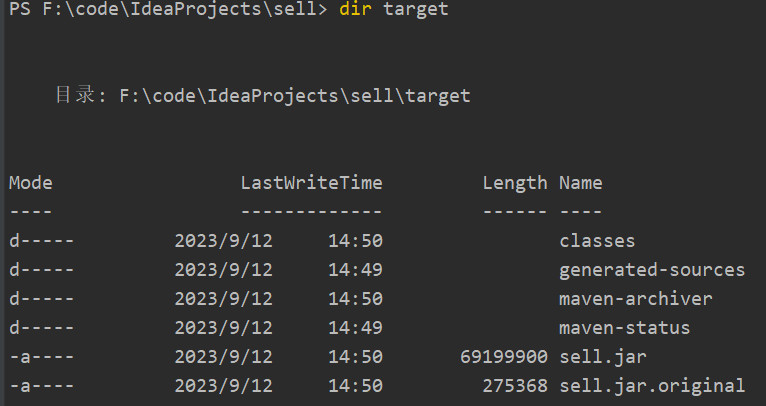 PS F:\code\IdeaProjects\sell> dir target
目录: F:\code\IdeaProjects\sell\target
Mode LastWriteTime Length Name
---- ------------- ------ ----
d----- 2023/9/12 14:50 classes
d----- 2023/9/12 14:49 generated-sources
d----- 2023/9/12 14:50 maven-archiver
d----- 2023/9/12 14:49 maven-status
-a---- 2023/9/12 14:50 69199900 sell.jar
-a---- 2023/9/12 14:50 275368 sell.jar.original